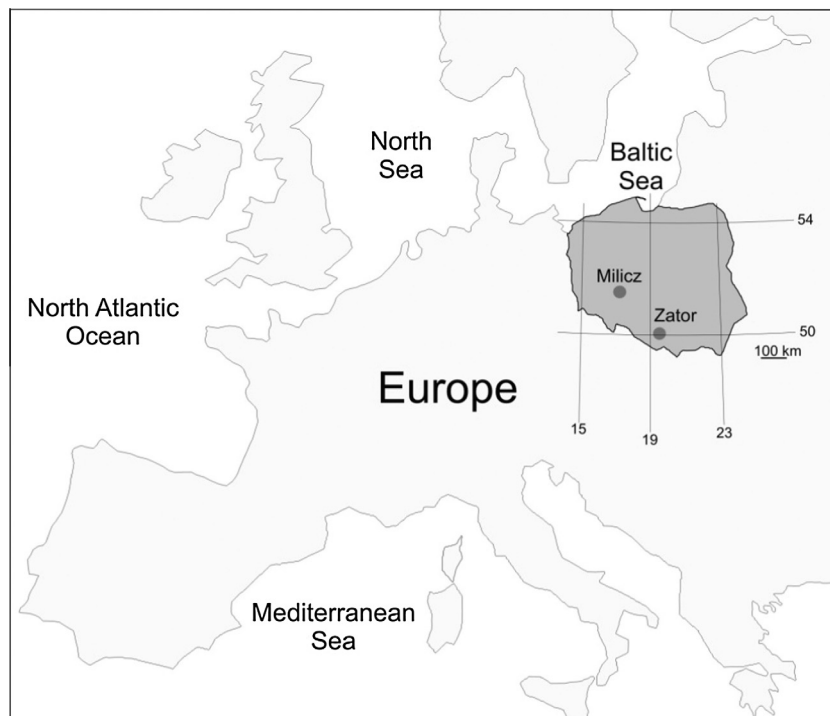 North
Sea
Baltic
Sea
54
Milicz
North Atlantic
Ocean
Zator
50
100 km
Europe
15
19
23
Mediterranean
Sea